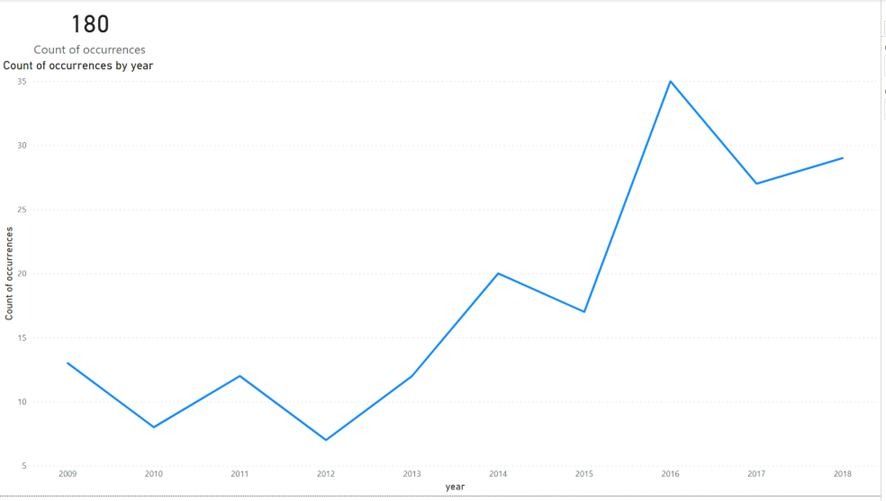 180
Count of occurrences
Count of occurrences by year
35
30
25
20
15
10
5
Count of occurrences
2009 2010 2011 2012 2013 2014 2015 2016 2017 2018
year